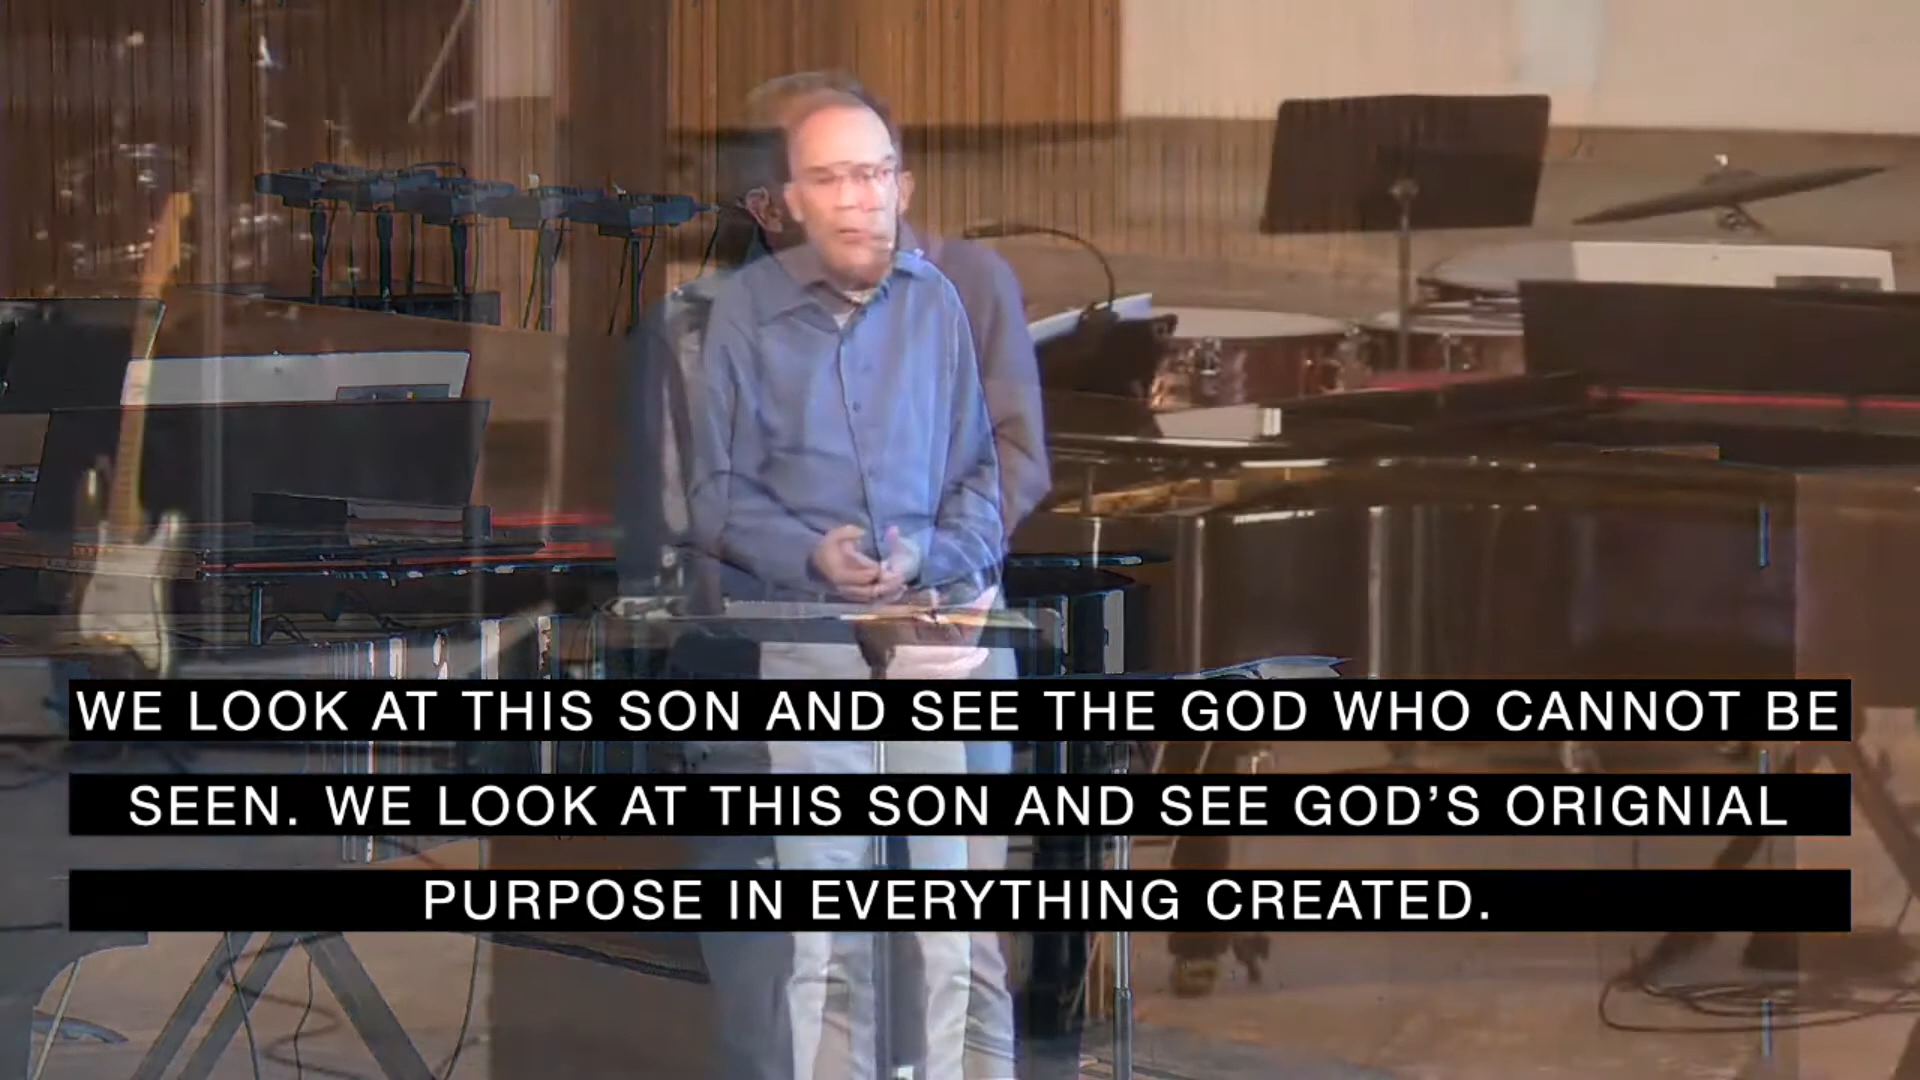 WE LOOK AT THIS SON AND SEE THE GOD WHO CANNOT BE
SEEN. WE LOOK AT THIS SON AND SEE GOD’S ORIGNIAL
PURPOSE IN EVERYTHING CREATED.